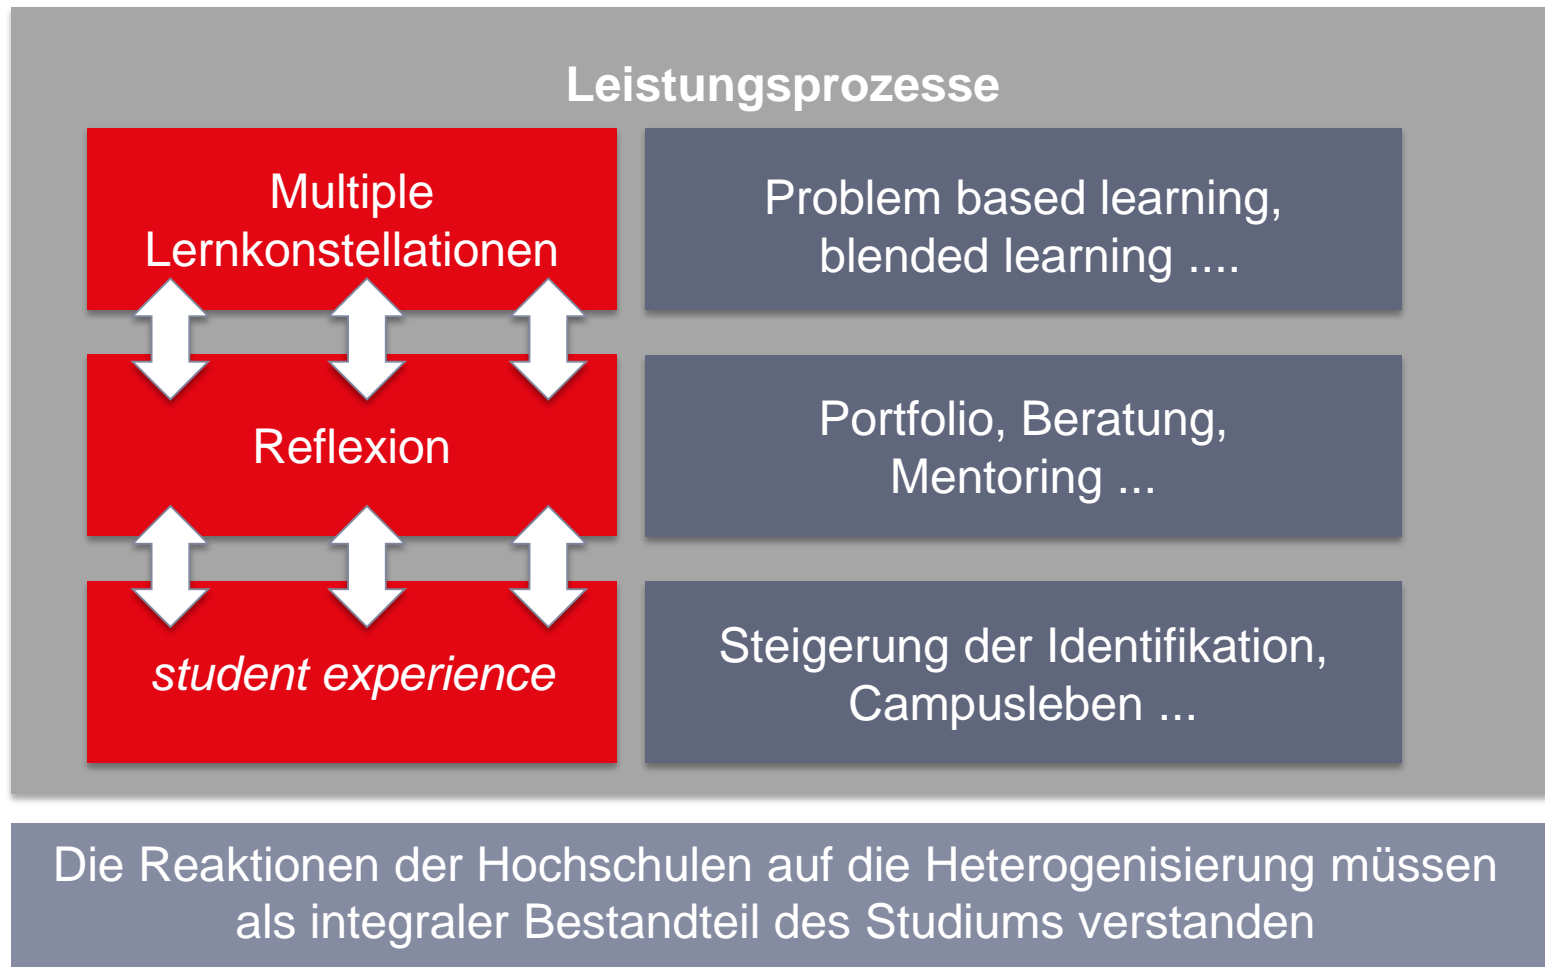 Leistungsprozesse
Multiple
Lernkonstellationen
Problem based learning,
blended learning ....
Reflexion
Portfolio, Beratung,
Mentoring ...
student experience
Steigerung der Identifikation,
Campusleben ...
Die Reaktionen der Hochschulen auf die Heterogenisierung müssen
als integraler Bestandteil des Studiums verstanden